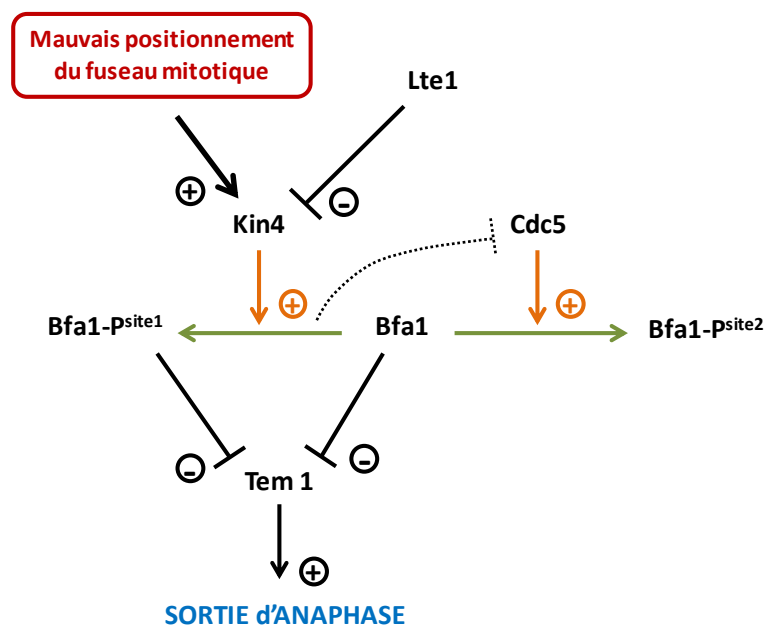 Mauvais positionnement
du fuseau mitotique
Lte1
+
-
Kin4
Cdc5
+
+
Bfa1-Psite1
Bfa1
Bfa1-Psite2
-
-
Tem 1
+
SORTIE d'ANAPHASE